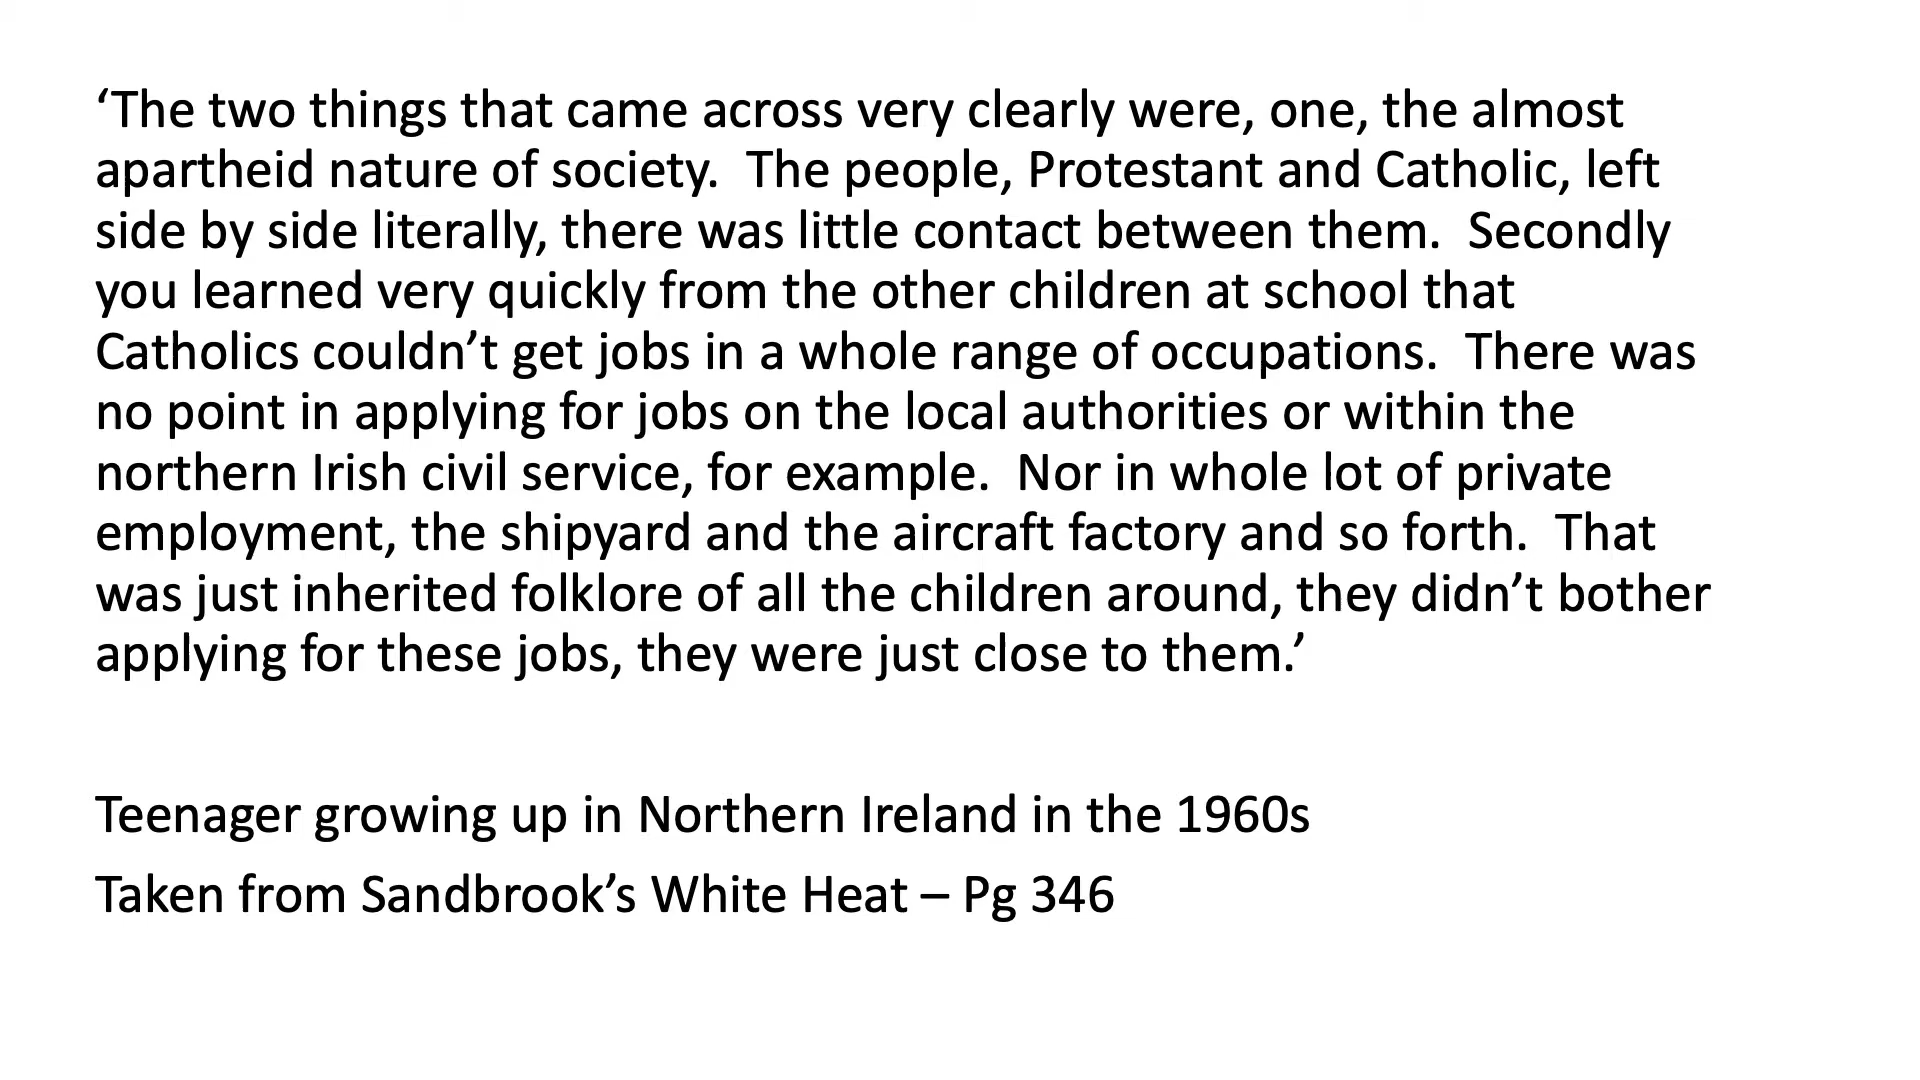 ‘The two things that came across very clearly were, one, the almost
apartheid nature of society.  The people, Protestant and Catholic, left
side by side literally, there was little contact between them.  Secondly
you learned very quickly from the other children at school that
Catholics couldn’t get jobs in a whole range of occupations.  There was
no point in applying for jobs on the local authorities or within the
northern Irish civil service, for example.  Nor in whole lot of private
employment, the shipyard and the aircraft factory and so forth.  That
was just inherited folklore of all the children around, they didn’t bother
applying for these jobs, they were just close to them.’
Teenager growing up in Northern Ireland in the 1960s
Taken from Sandbrook’s White Heat – Pg 346